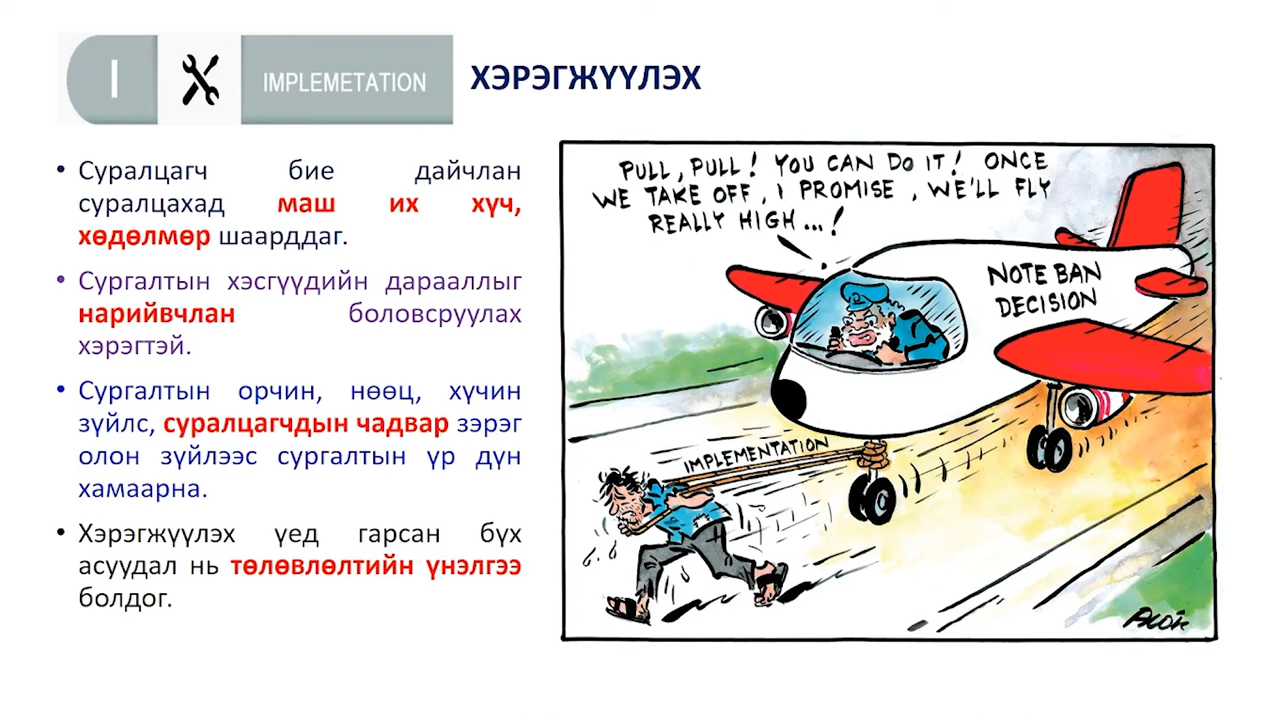 I
IMPLEMETATION
ХЭРЭГЖҮҮЛЭХ
• Суралцагч бие дайчлан
суралцахад маш их хүч,
хөдөлмөр шаарддаг.
• Сургалтын хэсгүүдийн дарааллыг
нарийвчлан боловсруулах
хэрэгтэй.
• Сургалтын орчин, нөөц, хүчин
зүйлс, суралцагчдын чадвар зэрэг
олон зүйлээс сургалтын үр дүн
хамаарна.
• Хэрэгжүүлэх үед гарсан бүх
асуудал нь төлөвлөлтийн үнэлгээ
болдог.
PULL, PULL! YOU CAN DO IT! ONCE
WE TAKE OFF, I PROMISE, WE'LL FLY
REALLY HIGH...!
NOTE BAN
DECISION
IMPLEMENTATION